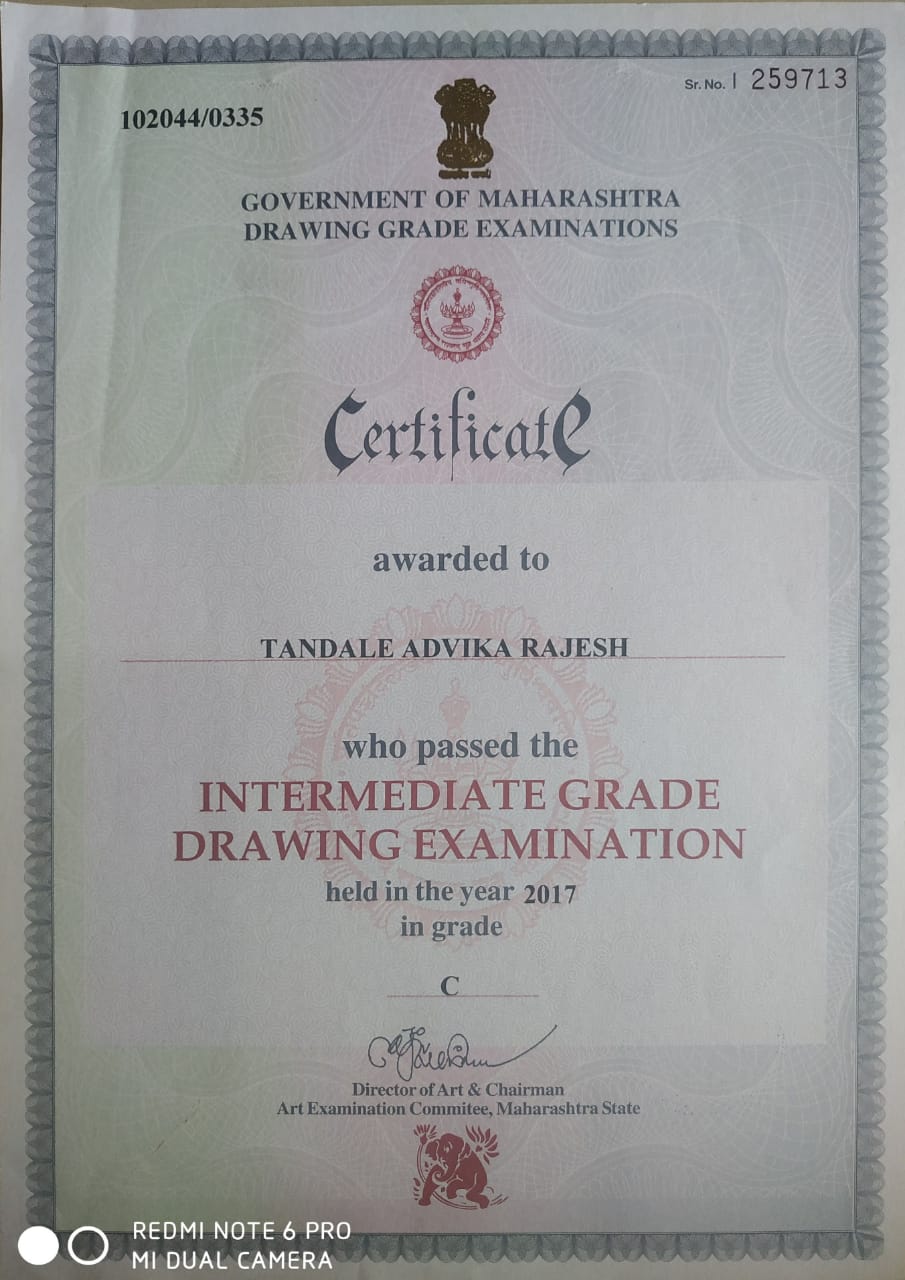 Sr. No. I 259713
102044/0335
GOVERNMENT OF MAHARASHTRA
DRAWING GRADE EXAMINATIONS
Certificate
awarded to
TANDALE ADVIKA RAJESH
who passed the
INTERMEDIATE GRADE
DRAWING EXAMINATION
held in the year 2017
in grade
C
Director of Art & Chairman
Art Examination Commitee, Maharashtra State
REDMI NOTE 6 PRO
MI DUAL CAMERA